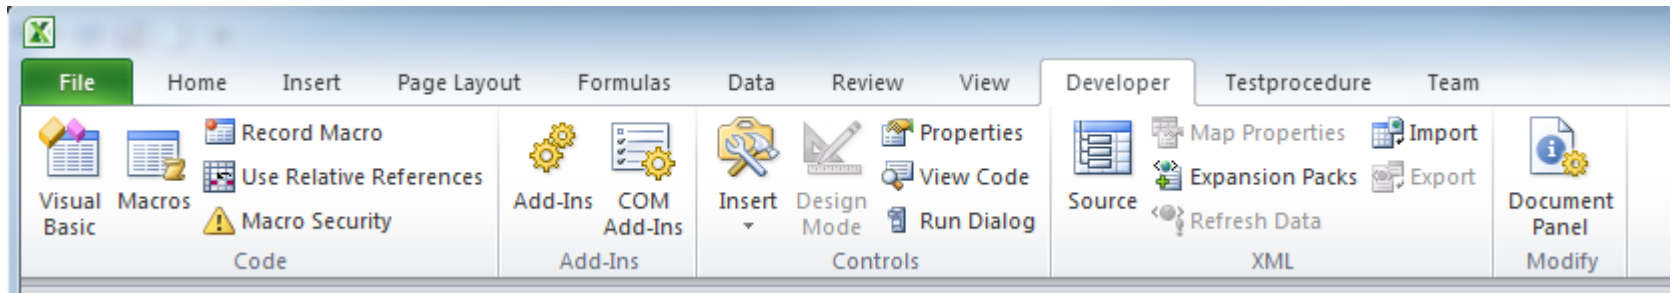 File Home Insert Page Layout Formulas Data Review View Developer Testprocedure Team
Visual
Basic
Macros
Record Macro
Use Relative References
Macro Security
Code
Add-Ins
COM
Add-Ins
Add-Ins
Insert
Design
Mode
Properties
View Code
Run Dialog
Controls
Source
Map Properties
Expansion Packs
Refresh Data
Import
Export
XML
Document
Panel
Modify